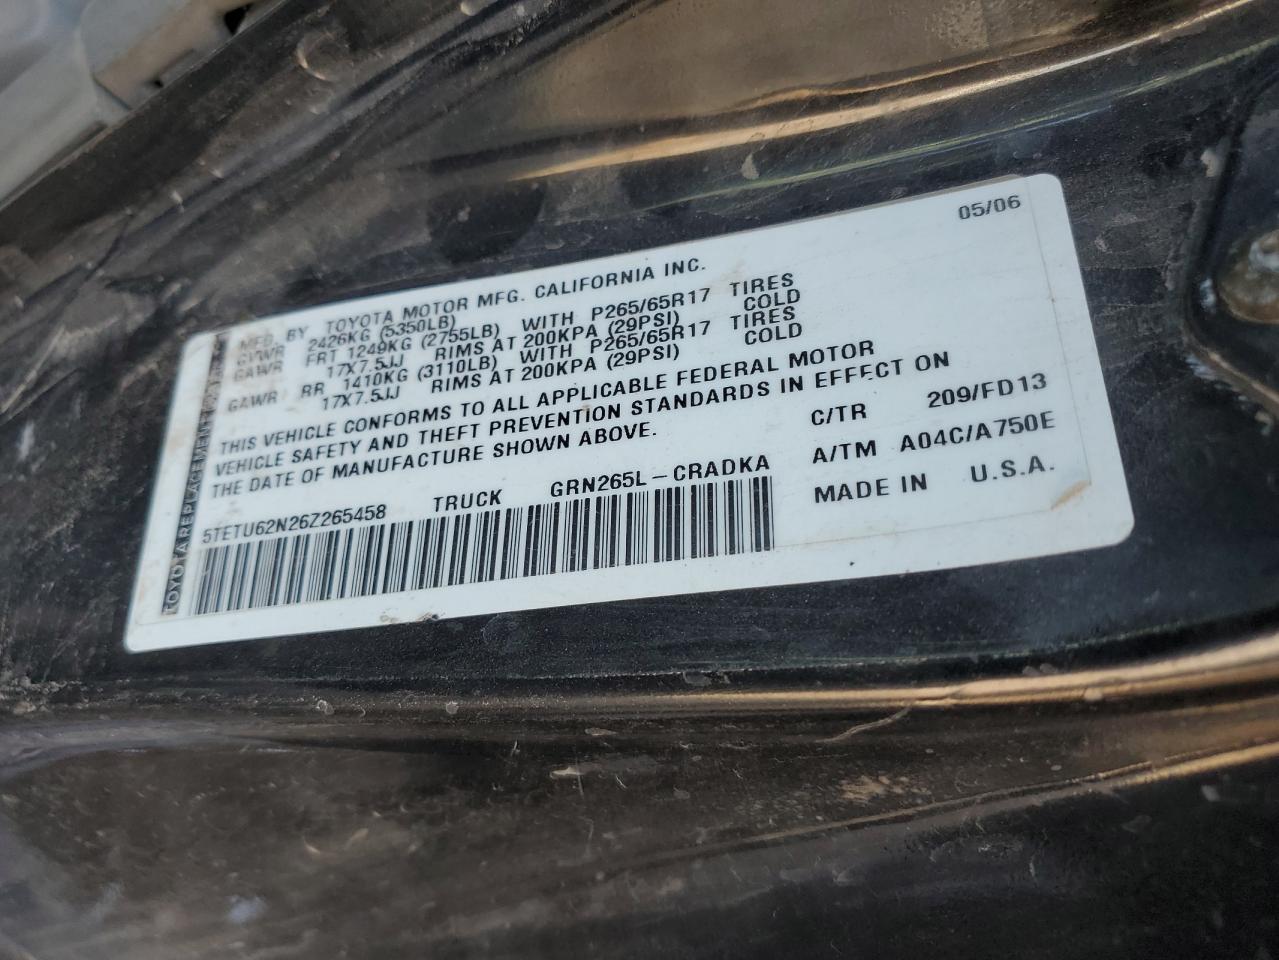 05/06
MFD. BY TOYOTA MOTOR MFG. CALIFORNIA INC.
GVWR 2426KG (5350LB)
GAWR FRT 1249KG (2755LB) WITH P265/65R17 TIRES
17X7.5JJ RIMS AT 200KPA (29PSI) COLD
GAWR RR 1410KG (3110LB) WITH P265/65R17 TIRES
17X7.5JJ RIMS AT 200KPA (29PSI) COLD
THIS VEHICLE CONFORMS TO ALL APPLICABLE FEDERAL MOTOR
VEHICLE SAFETY AND THEFT PREVENTION STANDARDS IN EFFECT ON
THE DATE OF MANUFACTURE SHOWN ABOVE.
C/TR 209/FD13
5TETU62N26Z265458 TRUCK GRN265L-CRADKA
A/TM A04C/A750E
MADE IN U.S.A.
TOYOTA REPLACEMENT